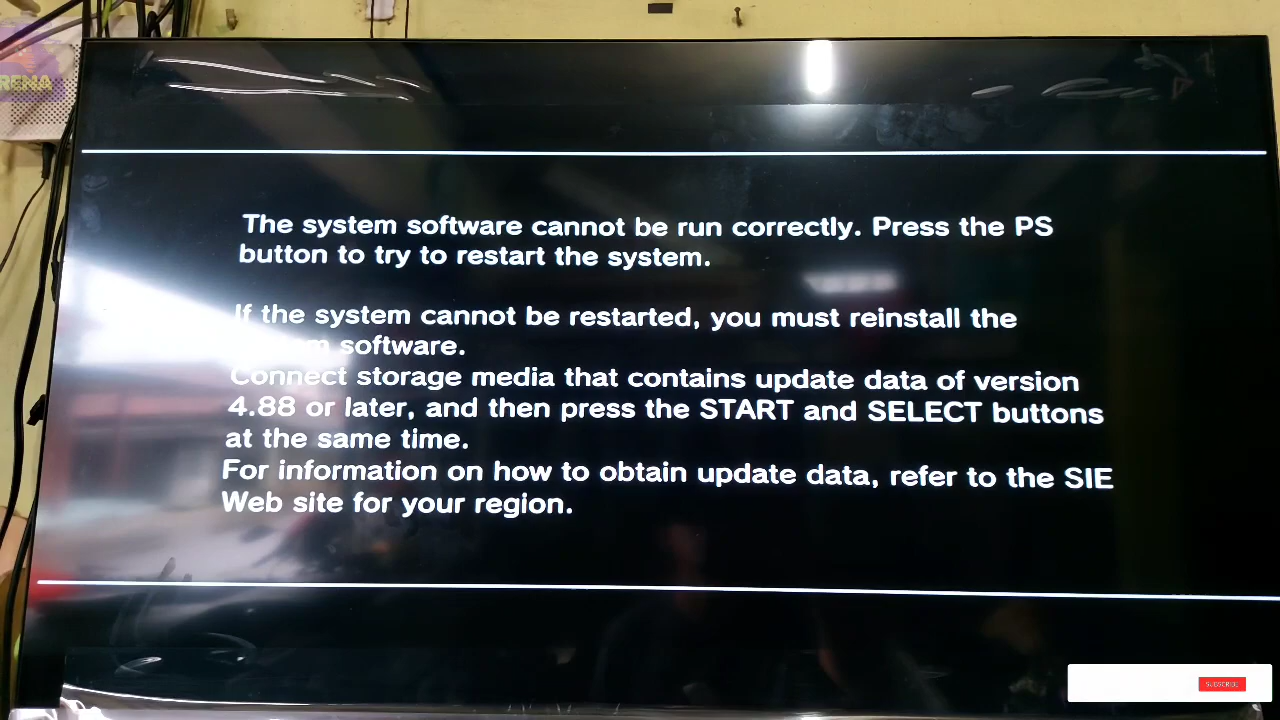 RENA
The system software cannot be run correctly. Press the PS
button to try to restart the system.
If the system cannot be restarted, you must reinstall the
software.
Connect storage media that contains update data of version
4.88 or later, and then press the START and SELECT buttons
at the same time.
For information on how to obtain update data, refer to the SIE
Web site for your region.
SUBSCRIBE